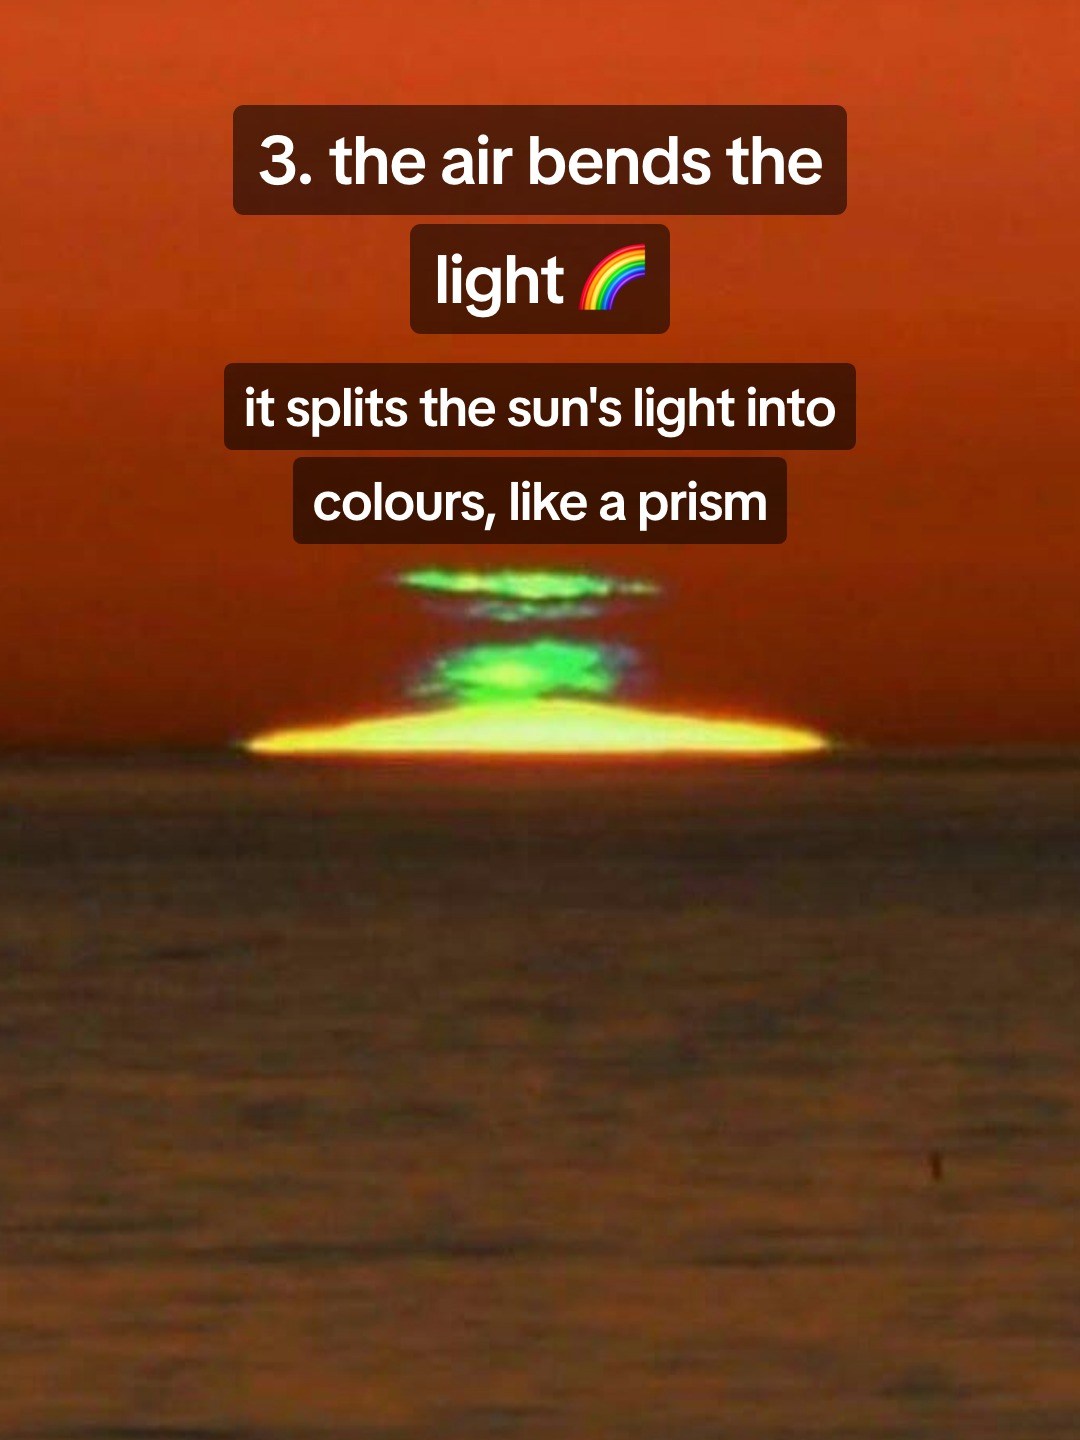 3. the air bends the
light 🌈
it splits the sun's light into
colours, like a prism